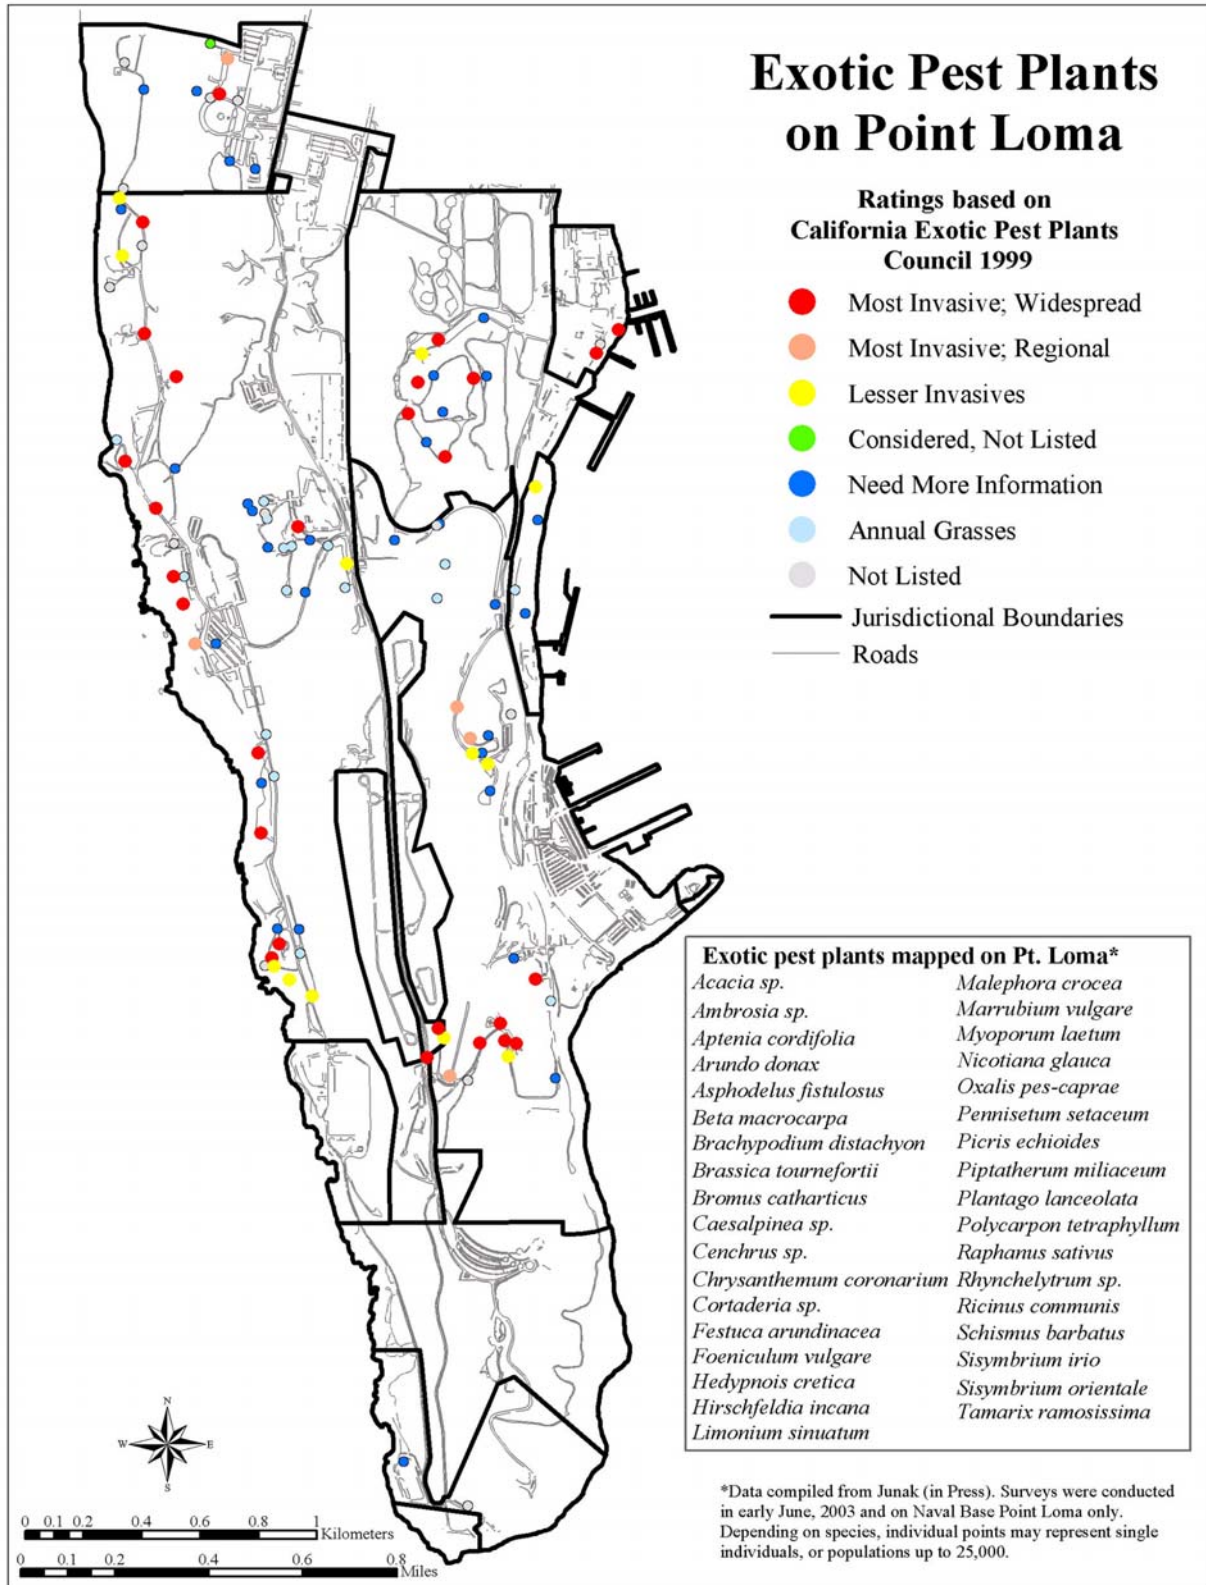 Exotic Pest Plants
on Point Loma
Ratings based on
California Exotic Pest Plants
Council 1999
Most Invasive; Widespread
Most Invasive; Regional
Lesser Invasives
Considered, Not Listed
Need More Information
Annual Grasses
Not Listed
Jurisdictional Boundaries
Roads
Exotic pest plants mapped on Pt. Loma*
Acacia sp.
Ambrosia sp.
Aptenia cordifolia
Arundo donax
Asphodelus fistulosus
Beta macrocarpa
Brachypodium distachyon
Brassica tournefortii
Bromus catharticus
Caesalpinea sp.
Cenchrus sp.
Chrysanthemum coronarium
Cortaderia sp.
Festuca arundinacea
Foeniculum vulgare
Hedypnois cretica
Hirschfeldia incana
Limonium sinuatum
Malephora crocea
Marrubium vulgare
Myoporum laetum
Nicotiana glauca
Oxalis pes-caprae
Pennisetum setaceum
Picris echioides
Piptatherum miliaceum
Plantago lanceolata
Polycarpon tetraphyllum
Raphanus sativus
Rhynchelytrum sp.
Ricinus communis
Schismus barbatus
Sisymbrium irio
Sisymbrium orientale
Tamarix ramosissima
N
W E
S
0 0.1 0.2 0.4 0.6 0.8 1
Kilometers
0 0.1 0.2 0.4 0.6 0.8
Miles
*Data compiled from Junak (in Press). Surveys were conducted
in early June, 2003 and on Naval Base Point Loma only.
Depending on species, individual points may represent single
individuals, or populations up to 25,000.